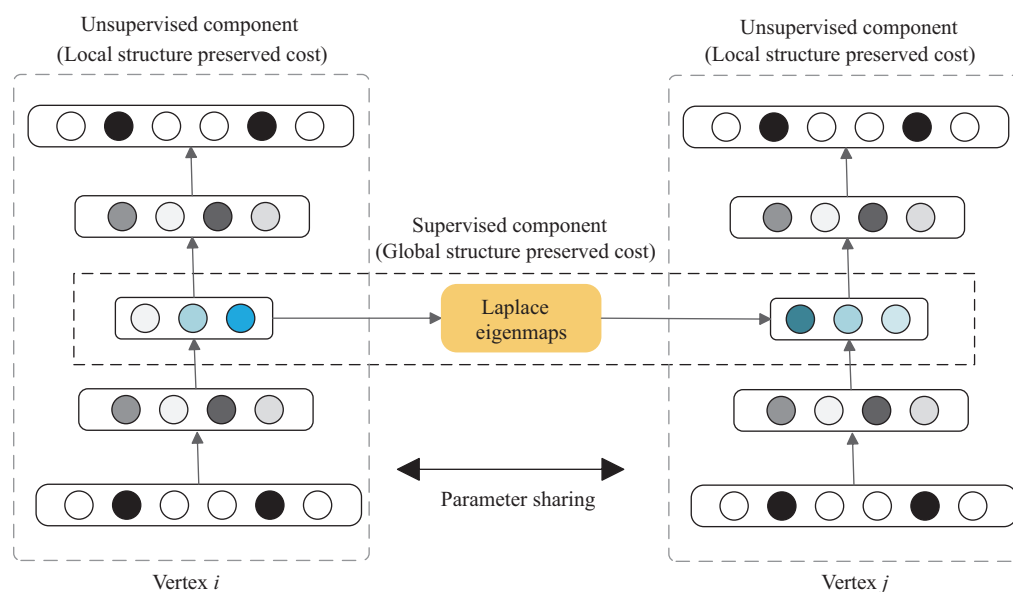 Unsupervised component
(Local structure preserved cost)
Unsupervised component
(Local structure preserved cost)
Supervised component
(Global structure preserved cost)
Laplace
eigenmaps
Parameter sharing
Vertex i
Vertex j